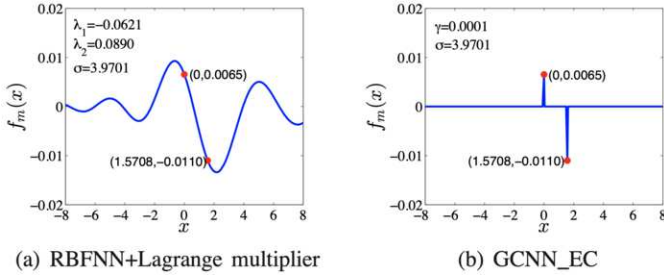 0.02
λ1=−0.0621
λ2=0.0890
σ=3.9701
0.01
(0,0.0065)
0
fm(x)
−0.01
(1.5708,−0.0110)
−0.02
−8 −6 −4 −2 0 2 4 6 8
x
(a) RBFNN+Lagrange multiplier
0.02
γ=0.0001
σ=3.9701
0.01
(0,0.0065)
0
fm(x)
−0.01
(1.5708,−0.0110)
−0.02
−8 −6 −4 −2 0 2 4 6 8
x
(b) GCNN_EC